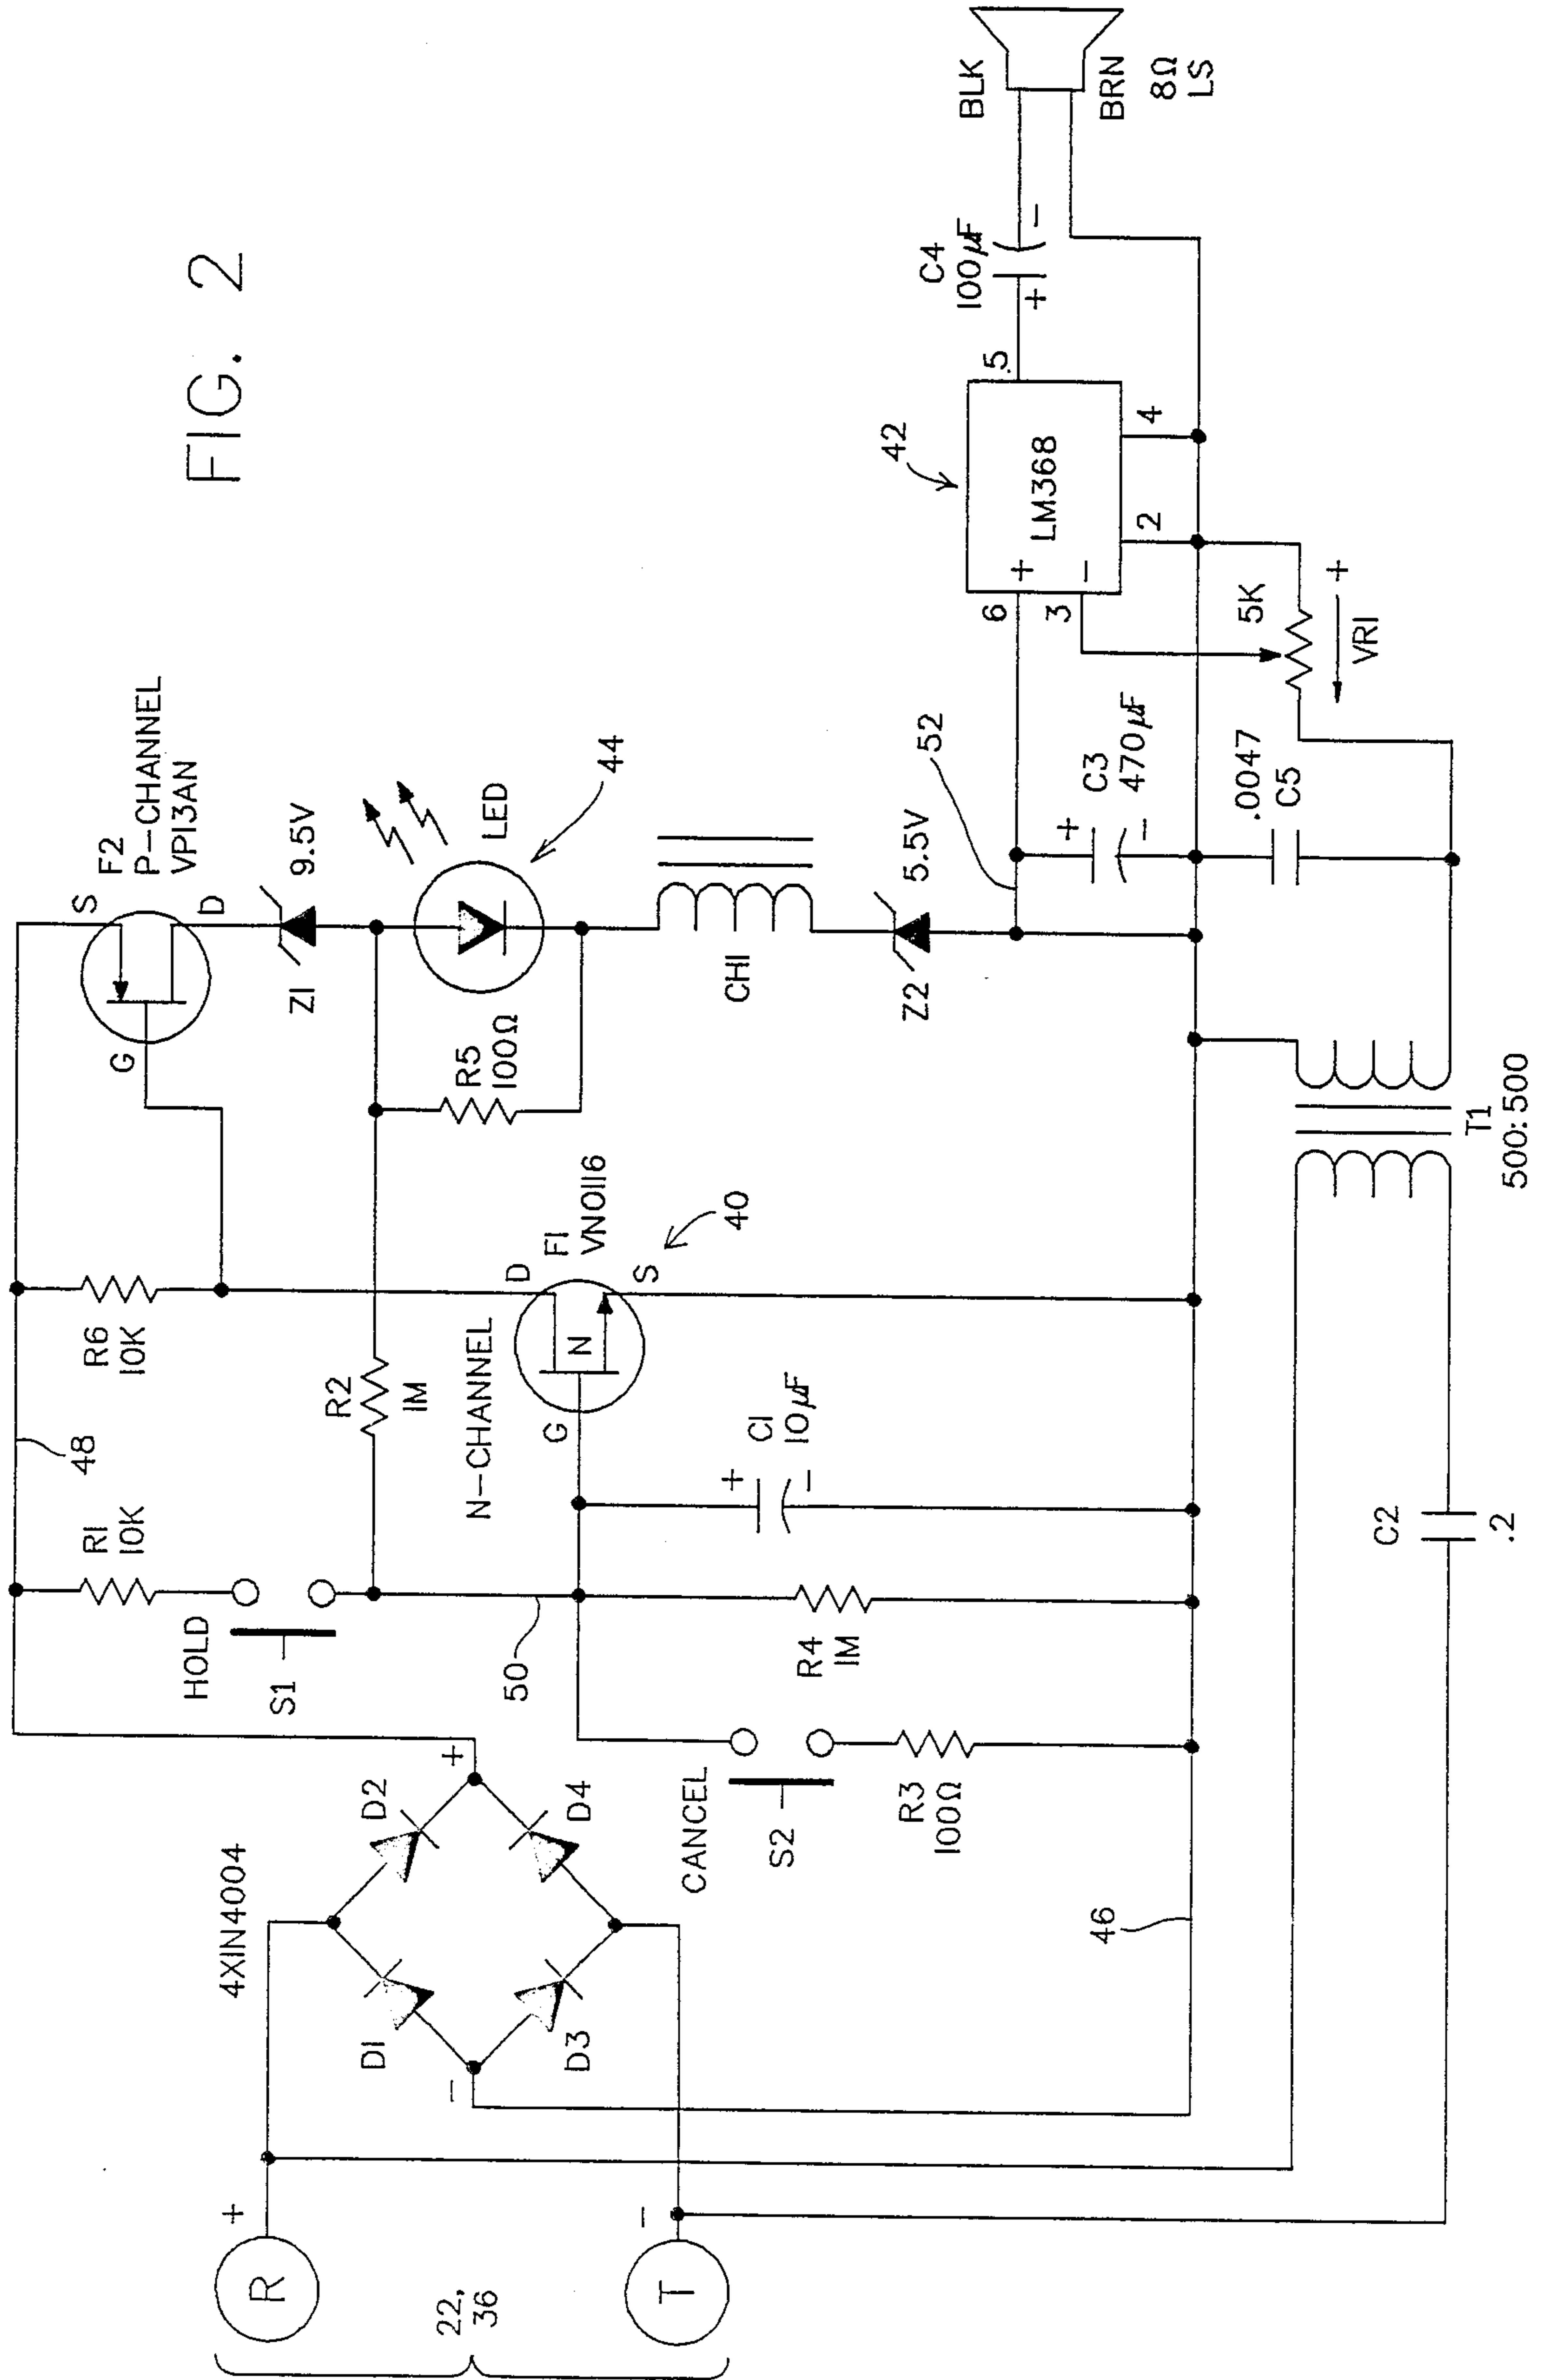 FIG. 2
R
+
T
−
22,
36
4XIN4004
D1
D2
D3
D4
+
−
48
46
R1
10K
HOLD
S1
50
CANCEL
S2
R3
100Ω
R4
1M
R2
1M
R6
10K
N-CHANNEL
G
N
D
S
F1
VN0116
40
C1
10µF
+
−
F2
P-CHANNEL
VP13AN
S
D
G
Z1
9.5V
LED
44
R5
100Ω
CH1
Z2
5.5V
52
C3
470µF
+
−
.0047
C5
5K
VR1
+
T1
500:500
C2
.2
42
LM368
6
+
3
−
2
4
5
C4
100µF
+
−
BLK
BRN
8Ω
LS